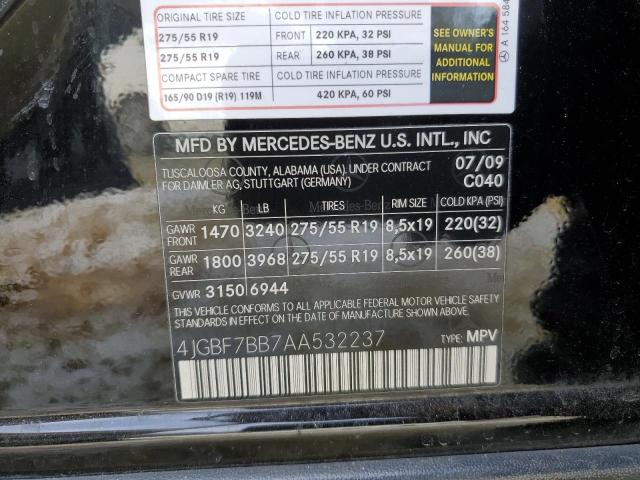 ORIGINAL TIRE SIZE COLD TIRE INFLATION PRESSURE
275/55 R19 FRONT 220 KPA, 32 PSI
275/55 R19 REAR 260 KPA, 38 PSI
COMPACT SPARE TIRE COLD TIRE INFLATION PRESSURE
165/90 D19 (R19) 119M 420 KPA, 60 PSI
SEE OWNER'S
MANUAL FOR
ADDITIONAL
INFORMATION
A 164 584
MFD BY MERCEDES-BENZ U.S. INTL., INC
TUSCALOOSA COUNTY, ALABAMA (USA). UNDER CONTRACT 07/09
FOR DAIMLER AG, STUTTGART (GERMANY) C040
KG LB TIRES RIM SIZE COLD KPA (PSI)
GAWR FRONT 1470 3240 275/55 R19 8,5x19 220(32)
GAWR REAR 1800 3968 275/55 R19 8,5x19 260(38)
GVWR 3150 6944
THIS VEHICLE CONFORMS TO ALL APPLICABLE FEDERAL MOTOR VEHICLE SAFETY
STANDARDS IN EFFECT ON THE DATE OF MANUFACTURE SHOWN ABOVE.
4JGBF7BB7AA532237 TYPE: MPV